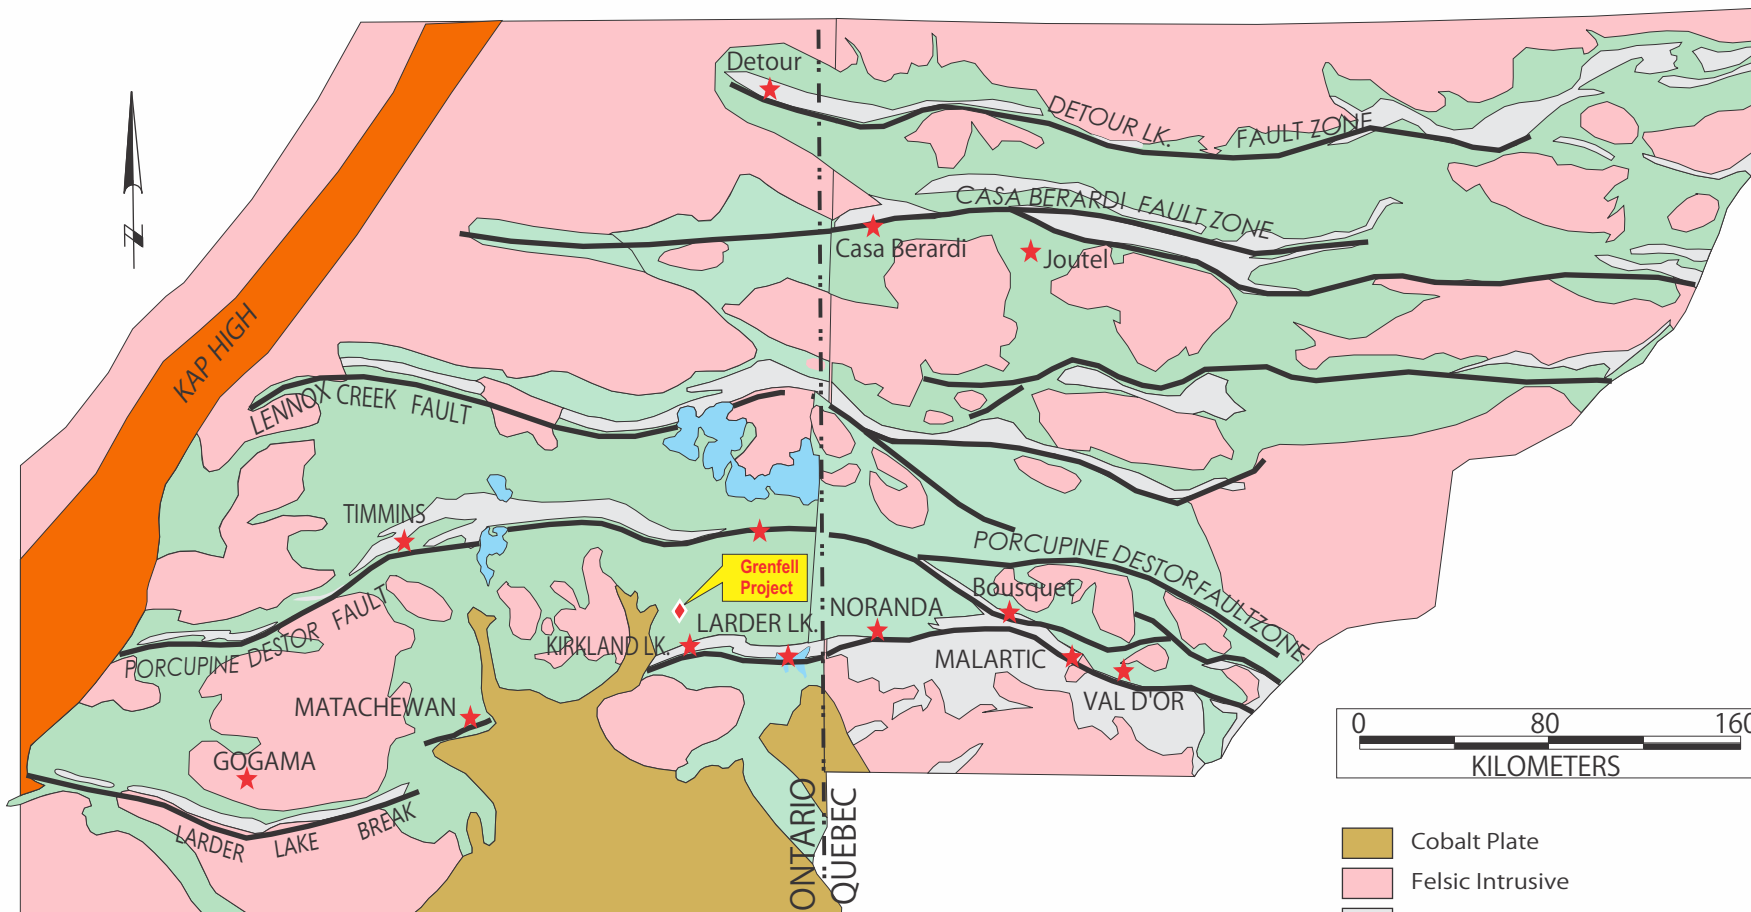 Detour
DETOUR LK.
FAULT ZONE
CASA BERARDI FAULT ZONE
Casa Berardi
Joutel
N
KAP HIGH
LENNOX CREEK FAULT
TIMMINS
PORCUPINE DESTOR FAULT ZONE
Grenfell
Project
Bousquet
NORANDA
LARDER LK.
KIRKLAND LK.
PORCUPINE DESTOR FAULT
MALARTIC
VAL D'OR
MATACHEWAN
GOGAMA
0 80 160
KILOMETERS
LARDER LAKE BREAK
ONTARIO
QUEBEC
Cobalt Plate
Felsic Intrusive